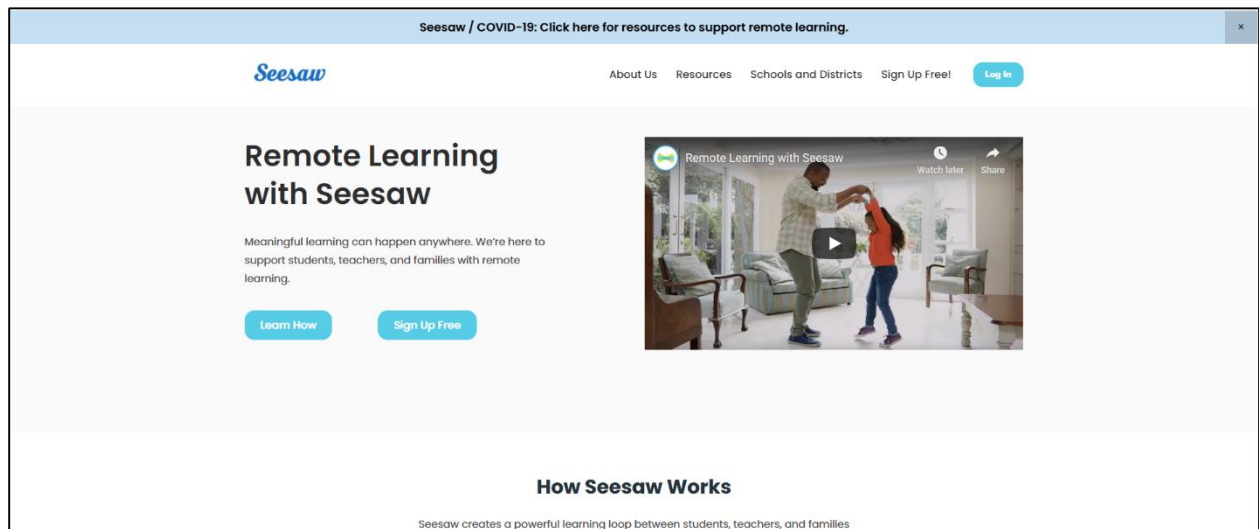 Seesaw / COVID-19: Click here for resources to support remote learning.
×
Seesaw
About Us Resources Schools and Districts Sign Up Free! Log In
Remote Learning
with Seesaw
Meaningful learning can happen anywhere. We're here to
support students, teachers, and families with remote
learning.
Learn How Sign Up Free
Remote Learning with Seesaw
Watch later Share
How Seesaw Works
Seesaw creates a powerful learning loop between students, teachers, and families